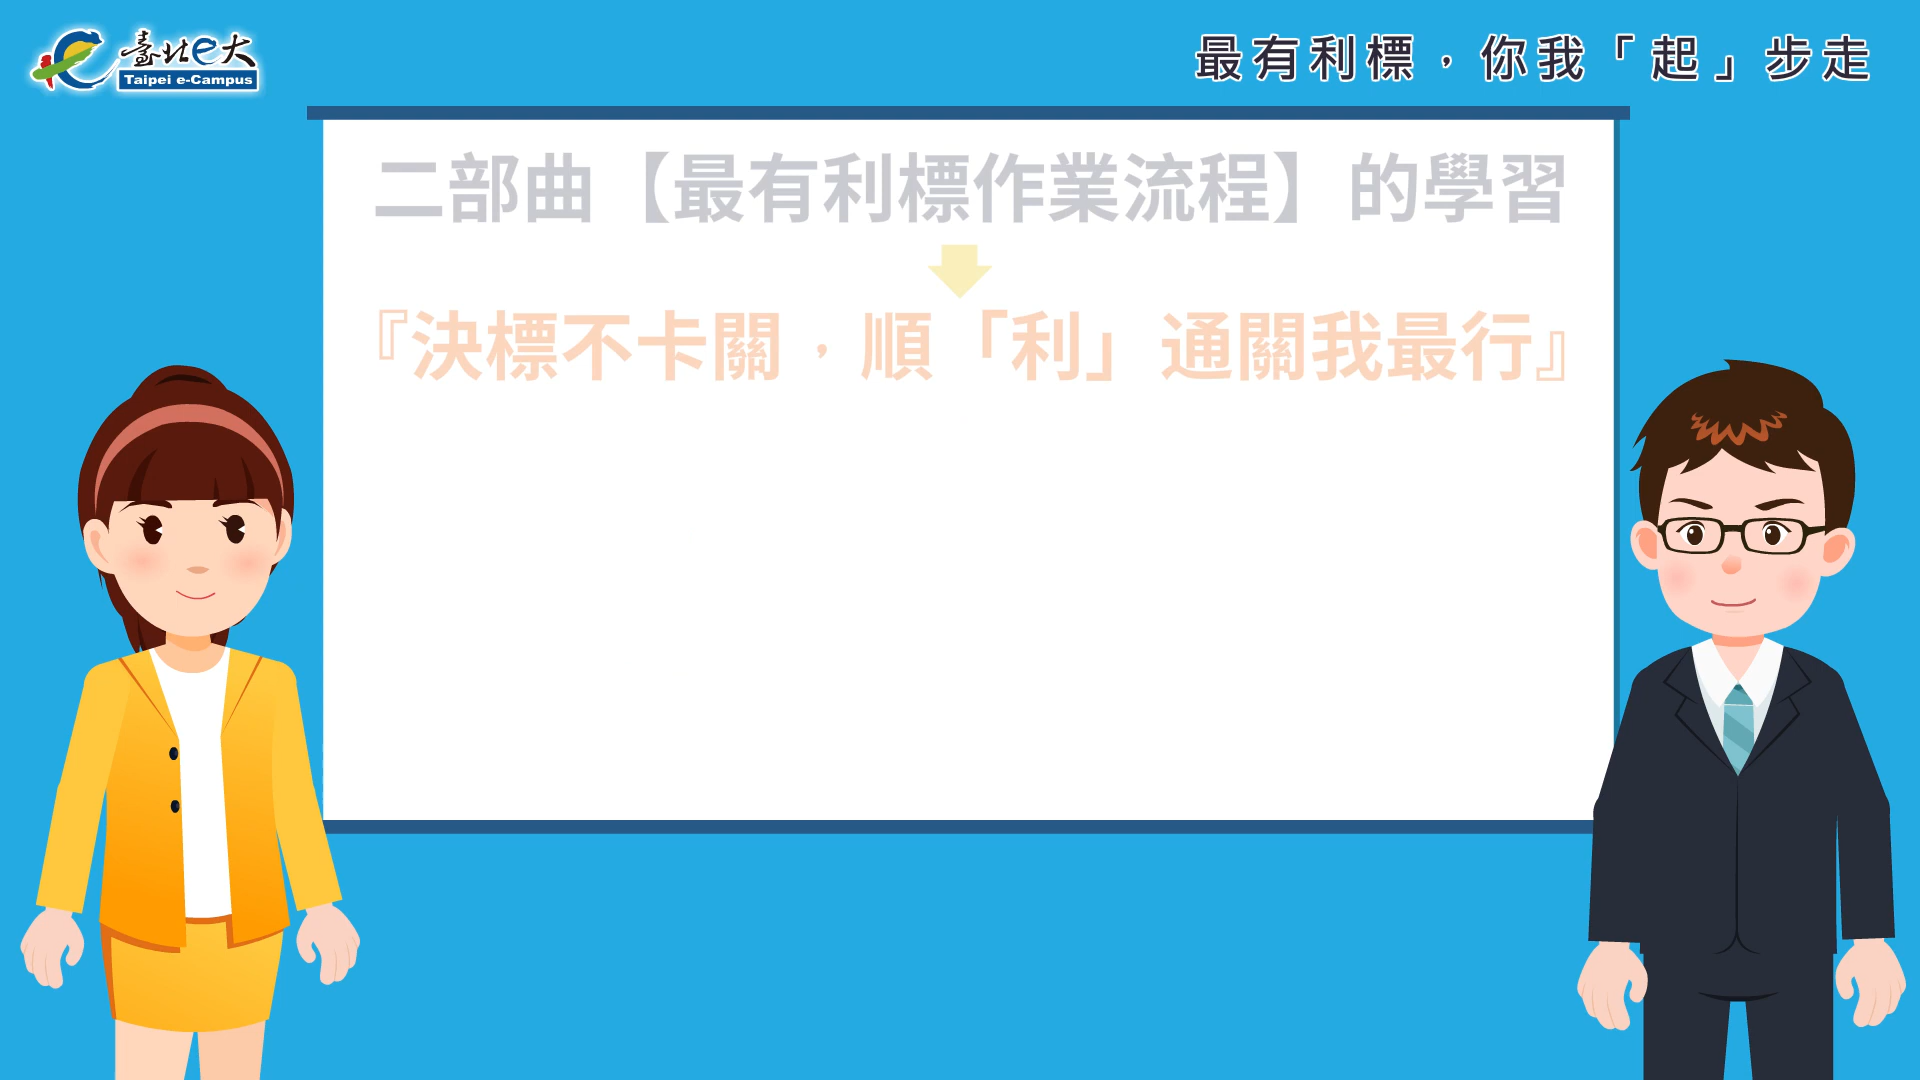 臺北e大
Taipei e-Campus
最有利標，你我「起」步走
二部曲【最有利標作業流程】的學習
『決標不卡關，順「利」通關我最行』